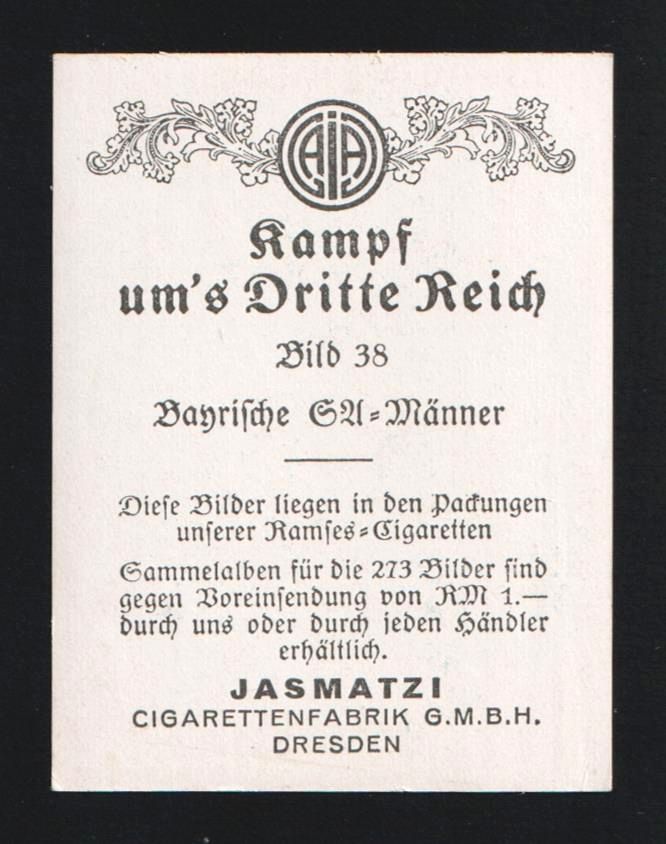 AJA
Kampf
um's Dritte Reich
Bild 38
Bayrische SA=Männer
Diese Bilder liegen in den Packungen
unserer Ramses=Cigaretten
Sammelalben für die 273 Bilder sind
gegen Voreinsendung von RM 1.—
durch uns oder durch jeden Händler
erhältlich.
JASMATZI
CIGARETTENFABRIK G.M.B.H.
DRESDEN